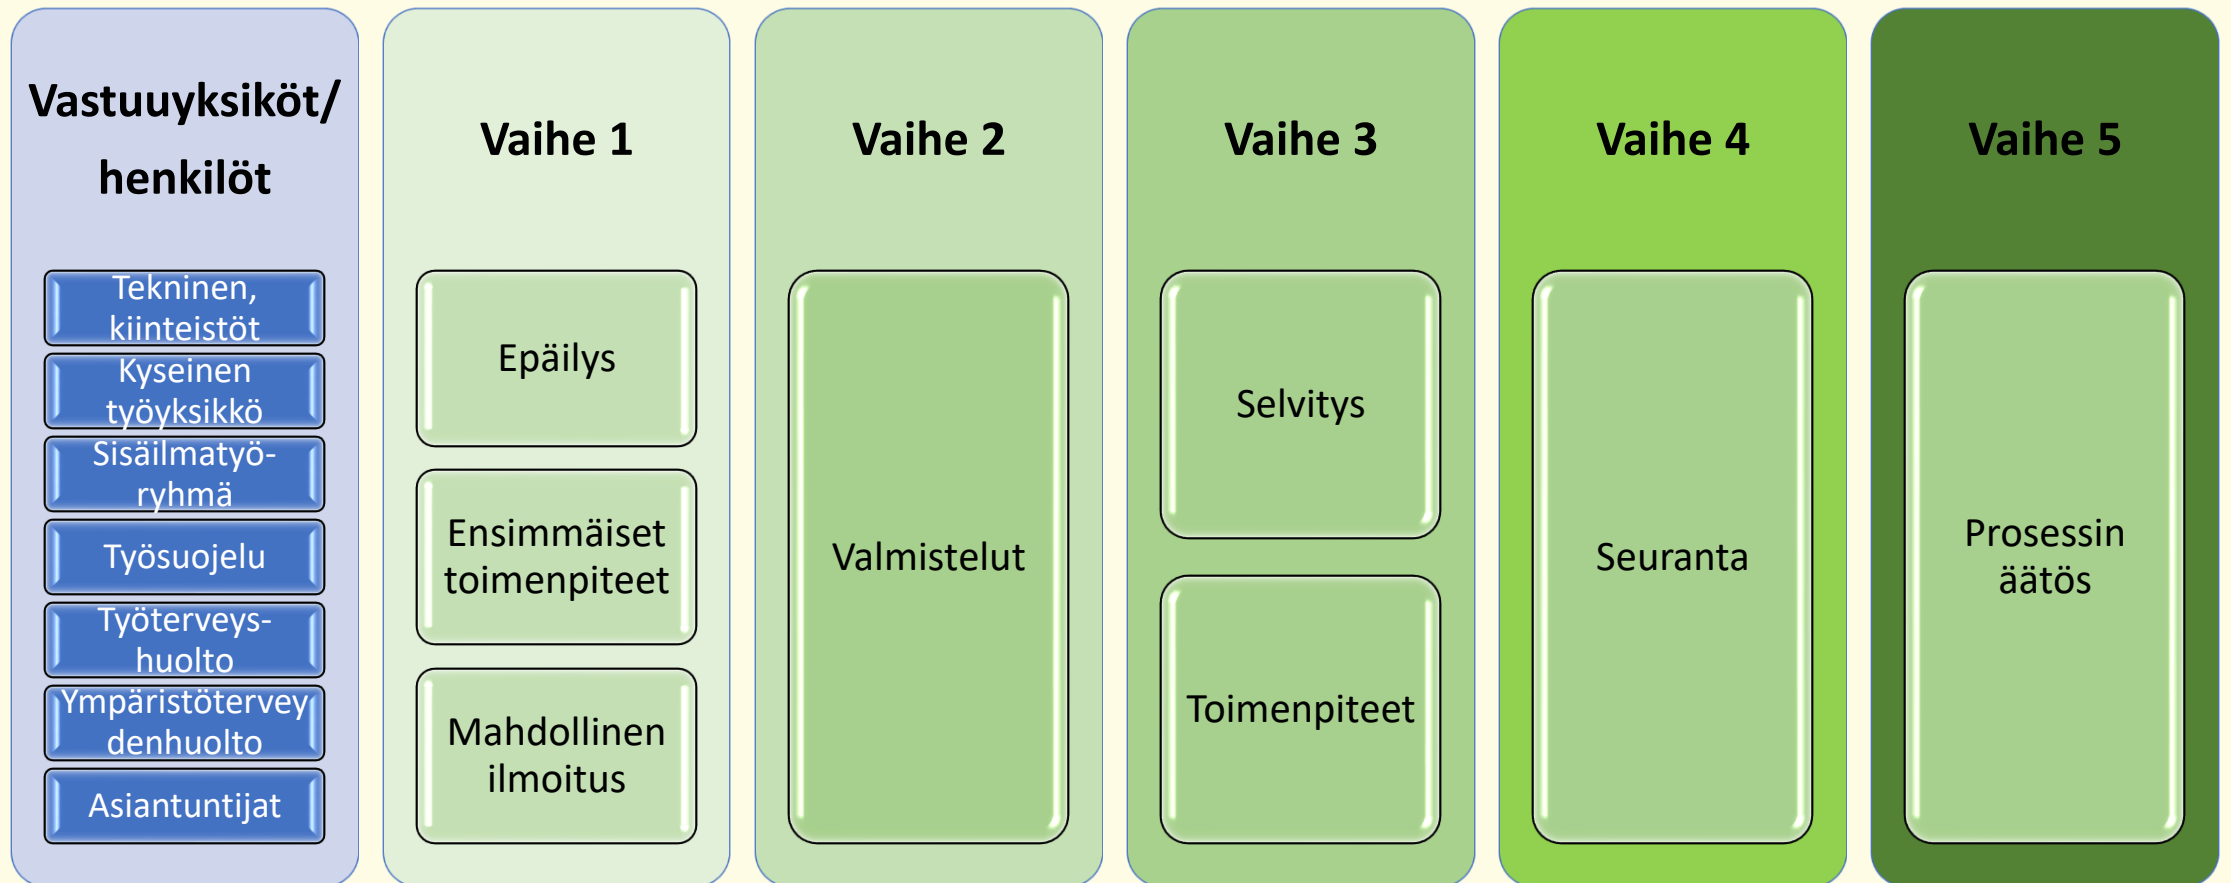 Vastuuyksiköt/
henkilöt
Tekninen,
kiinteistöt
Kyseinen
työyksikkö
Sisäilmatyö-
ryhmä
Työsuojelu
Työterveys-
huolto
Ympäristötervey
denhuolto
Asiantuntijat
Vaihe 1
Epäilys
Ensimmäiset
toimenpiteet
Mahdollinen
ilmoitus
Vaihe 2
Valmistelut
Vaihe 3
Selvitys
Toimenpiteet
Vaihe 4
Seuranta
Vaihe 5
Prosessin
äätös